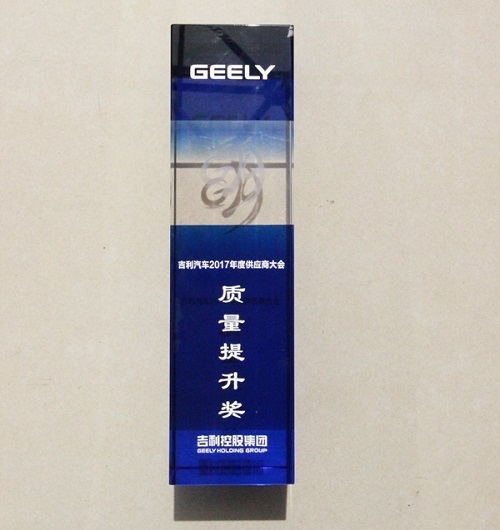 GEELY
吉利汽车2017年度供应商大会
质
量
提
升
奖
吉利控股集团
GEELY HOLDING GROUP